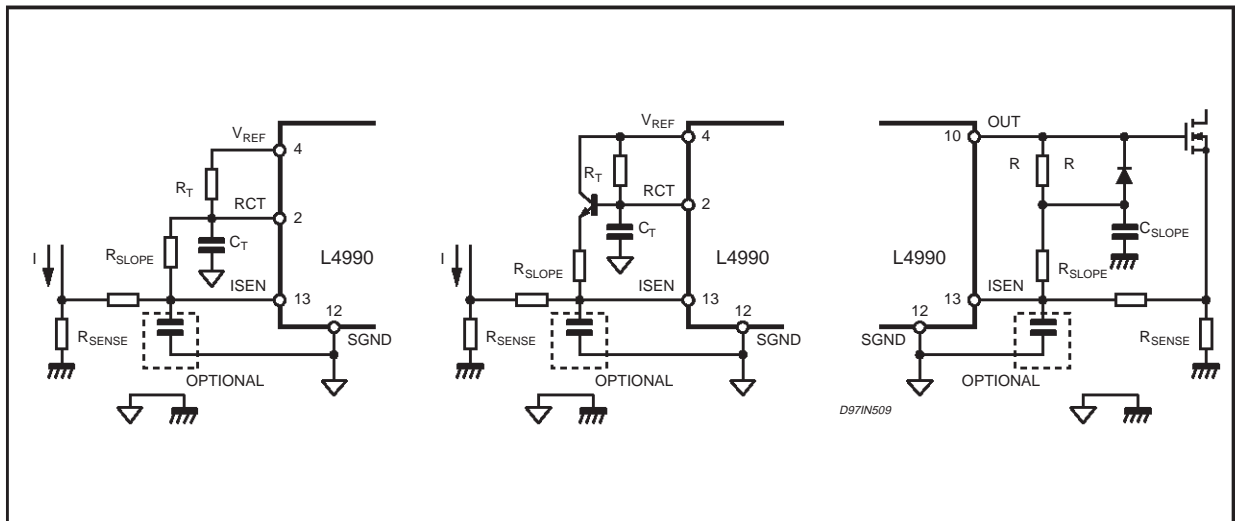 VREF
4
RT
RCT
2
CT
L4990
I
RSLOPE
ISEN
13
12
RSENSE
SGND
OPTIONAL
VREF
4
RT
RCT
2
CT
L4990
I
RSLOPE
ISEN
13
12
RSENSE
SGND
OPTIONAL
10
OUT
R
R
CSLOPE
L4990
RSLOPE
13
ISEN
12
SGND
RSENSE
OPTIONAL
D97IN509